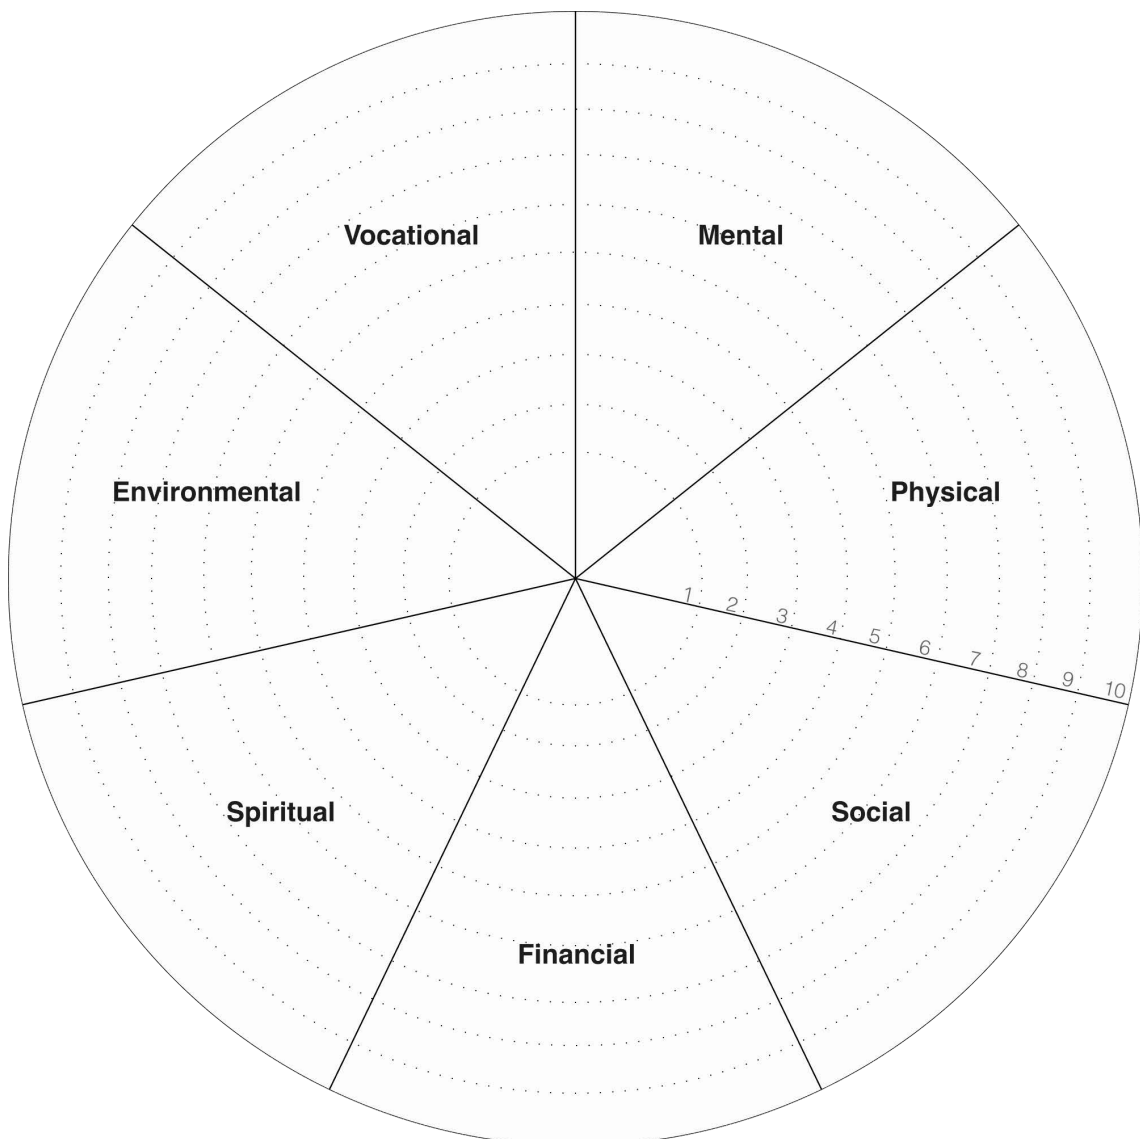 Vocational
Mental
Environmental
Physical
1 2 3 4 5 6 7 8 9 10
Spiritual
Social
Financial